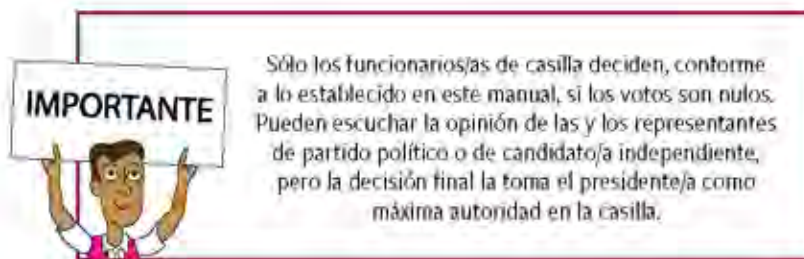 IMPORTANTE
Sólo los funcionarios/as de casilla deciden, conforme
a lo establecido en este manual, si los votos son nulos.
Pueden escuchar la opinión de las y los representantes
de partido político o de candidato/a independiente,
pero la decisión final la toma el presidente/a como
máxima autoridad en la casilla.